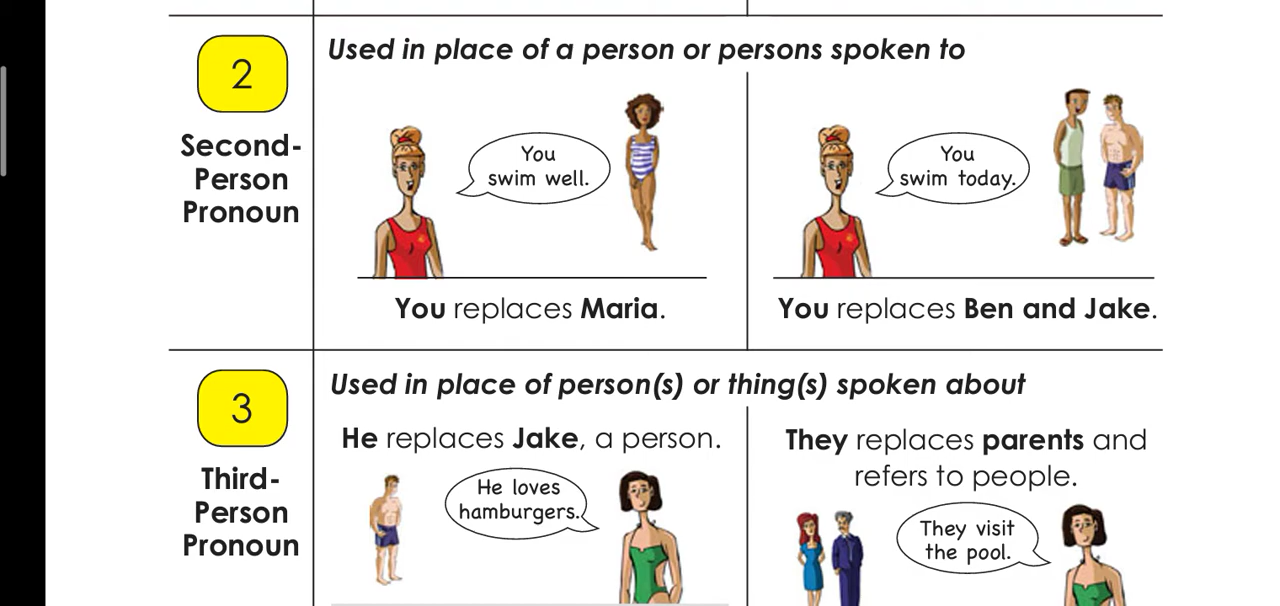 2
Second-
Person
Pronoun
Used in place of a person or persons spoken to
You
swim well.
You replaces Maria.
You
swim today.
You replaces Ben and Jake.
3
Third-
Person
Pronoun
Used in place of person(s) or thing(s) spoken about
He replaces Jake, a person.
He loves
hamburgers.
They replaces parents and
refers to people.
They visit
the pool.